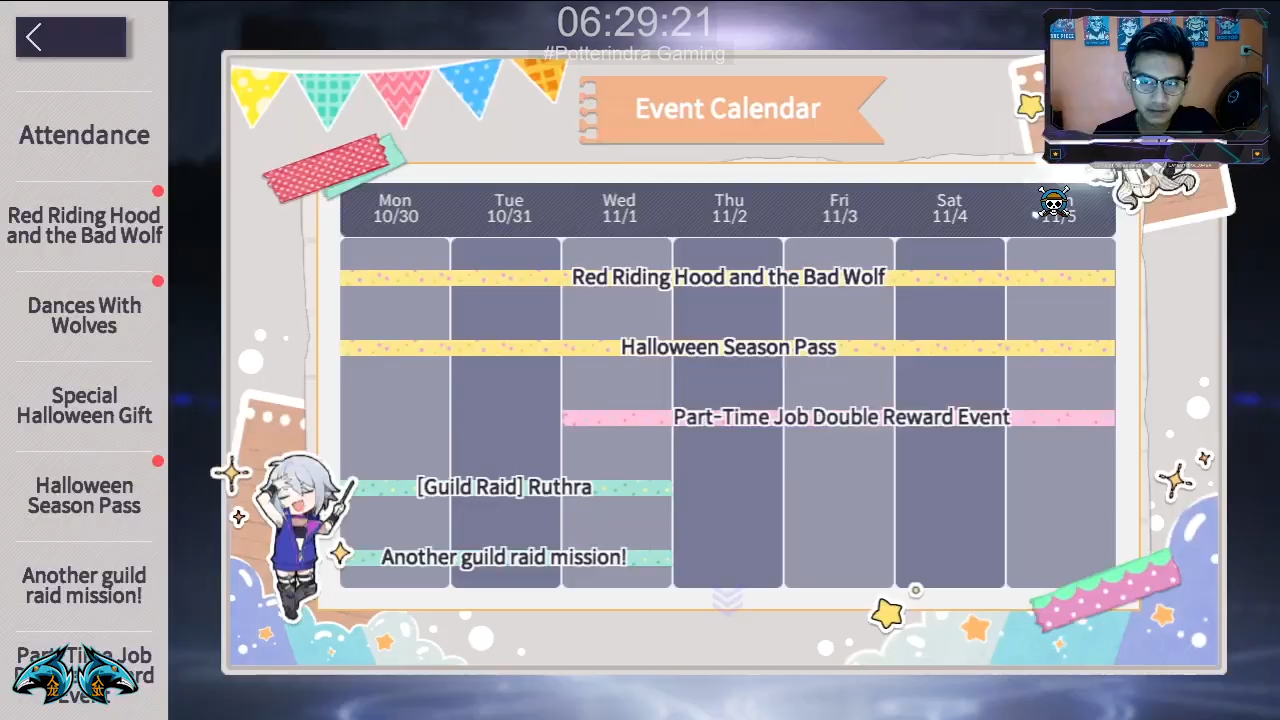 06:29:21
#Potterindra Gaming
Attendance
Red Riding Hood
and the Bad Wolf
Dances With
Wolves
Special
Halloween Gift
Halloween
Season Pass
Another guild
raid mission!
Event Calendar
Mon
10/30
Tue
10/31
Wed
11/1
Thu
11/2
Fri
11/3
Sat
11/4
11/5
Red Riding Hood and the Bad Wolf
Halloween Season Pass
Part-Time Job Double Reward Event
[Guild Raid] Ruthra
Another guild raid mission!